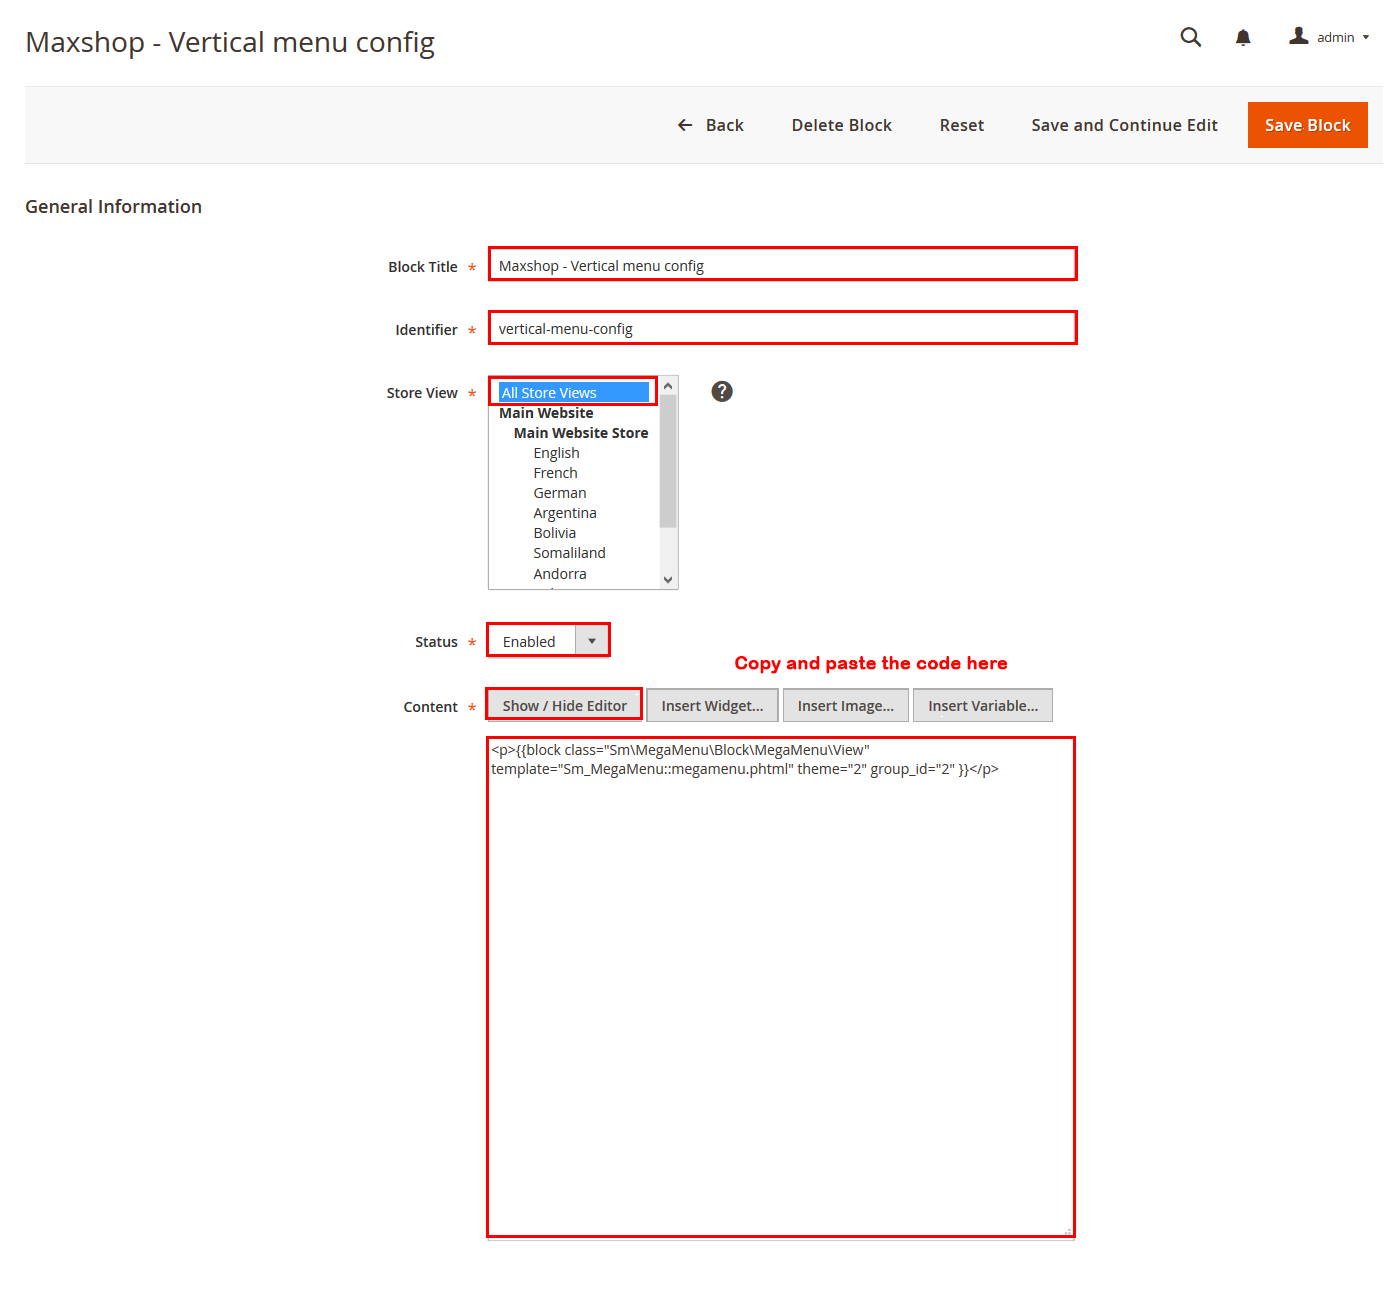 Maxshop - Vertical menu config
admin
Back
Delete Block
Reset
Save and Continue Edit
Save Block
General Information
Block Title *
Maxshop - Vertical menu config
Identifier *
vertical-menu-config
Store View *
All Store Views
?
Main Website
Main Website Store
English
French
German
Argentina
Bolivia
Somaliland
Andorra
Status *
Enabled
Copy and paste the code here
Content *
Show / Hide Editor
Insert Widget...
Insert Image...
Insert Variable...
<p>{{block class="Sm\MegaMenu\Block\MegaMenu\View"
template="Sm_MegaMenu::megamenu.phtml" theme="2" group_id="2" }}</p>